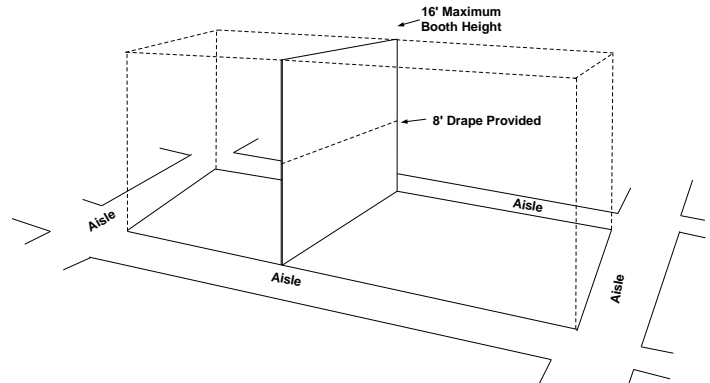 16' Maximum
Booth Height
8' Drape Provided
Aisle
Aisle
Aisle
Aisle